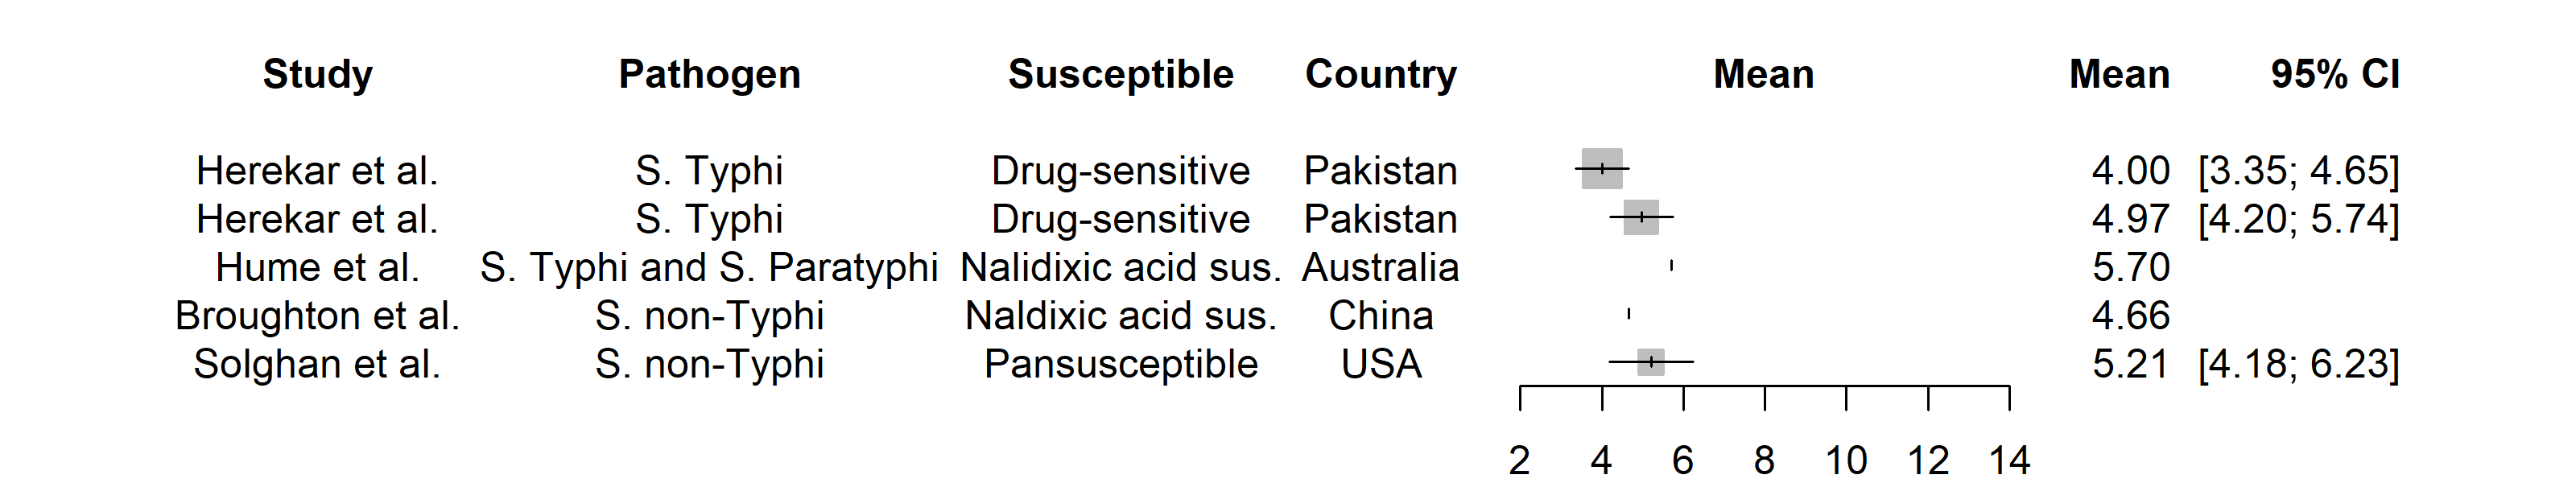 Study Pathogen Susceptible Country Mean Mean 95% CI
Herekar et al. S. Typhi Drug-sensitive Pakistan 4.00 [3.35; 4.65]
Herekar et al. S. Typhi Drug-sensitive Pakistan 4.97 [4.20; 5.74]
Hume et al. S. Typhi and S. Paratyphi Nalidixic acid sus. Australia 5.70
Broughton et al. S. non-Typhi Naldixic acid sus. China 4.66
Solghan et al. S. non-Typhi Pansusceptible USA 5.21 [4.18; 6.23]
2 4 6 8 10 12 14